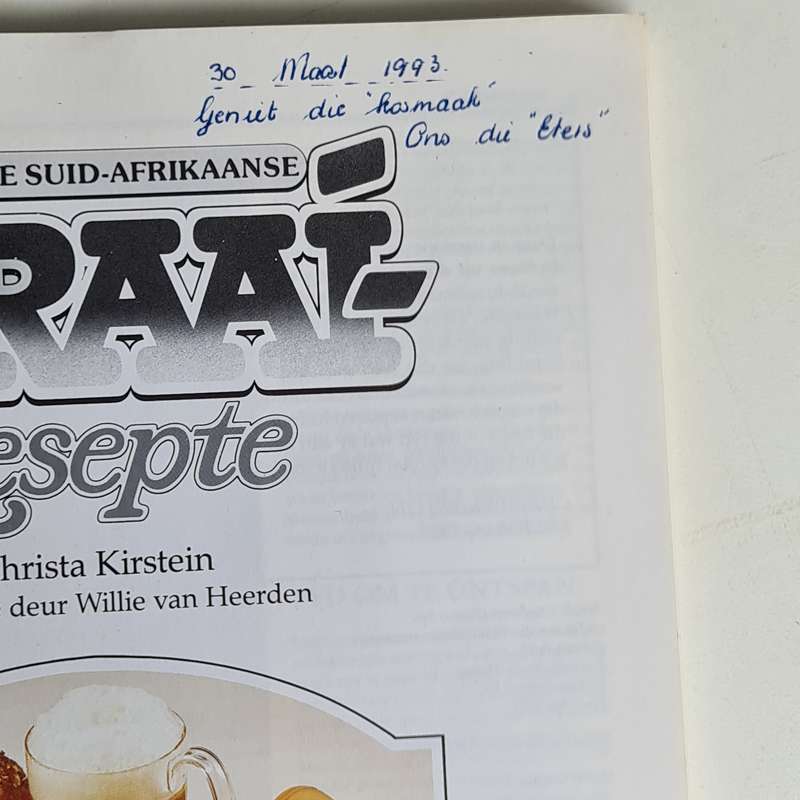 30 Maart 1993.
Geniet die "kosmaak"
Ons die "Eters"
E SUID-AFRIKAANSE
RAAI-
esepte
hrista Kirstein
deur Willie van Heerden